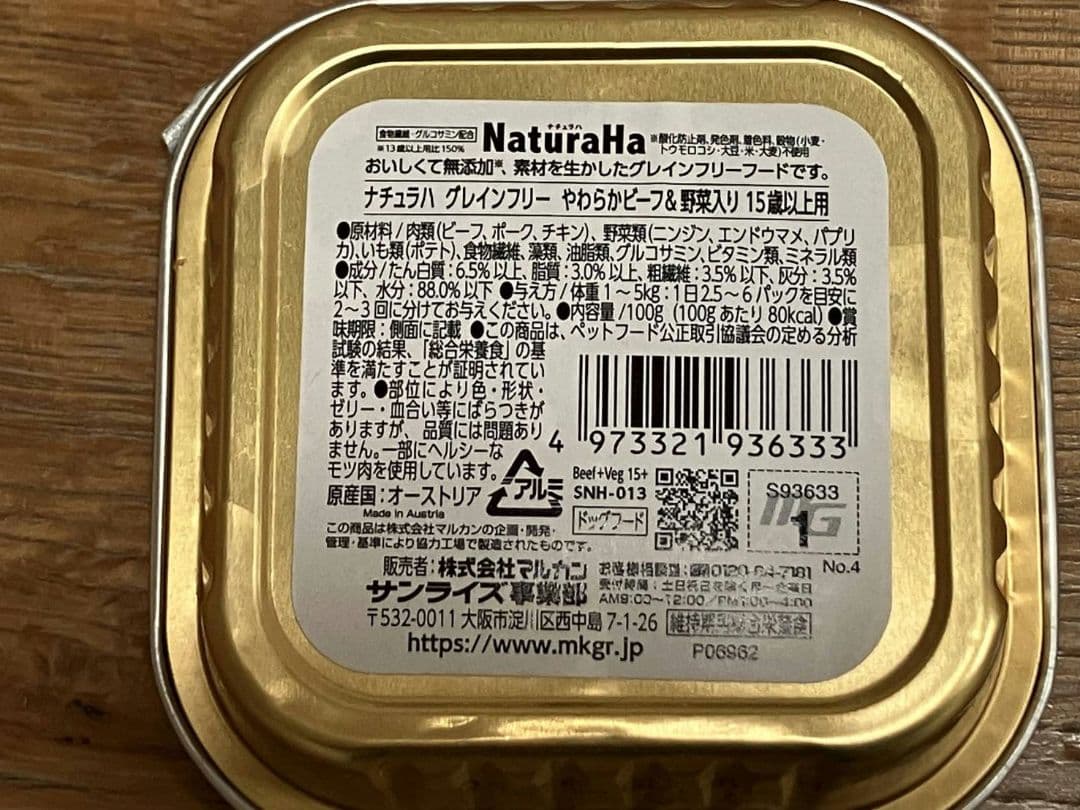 食物繊維・グルコサミン配合
※13歳以上用比150%
ナチュラハ
NaturaHa
※酸化防止剤、発色剤、着色料、穀物(小麦・
トウモロコシ・大豆・米・大麦)不使用
おいしくて無添加※、素材を生かしたグレインフリーフードです。
ナチュラハ グレインフリー やわらかビーフ&野菜入り 15歳以上用
●原材料/肉類(ビーフ、ポーク、チキン)、野菜類(ニンジン、エンドウマメ、パプリ
カ)、いも類(ポテト)、食物繊維、藻類、油脂類、グルコサミン、ビタミン類、ミネラル類
●成分/たん白質:6.5%以上、脂質:3.0%以上、粗繊維:3.5%以下、灰分:3.5%
以下、水分:88.0%以下 ●与え方/体重1~5kg:1日2.5~6パックを目安に
2~3回に分けてお与えください。●内容量/100g (100gあたり80kcal) ●賞
味期限:側面に記載 ●この商品は、ペットフード公正取引協議会の定める分析
試験の結果、「総合栄養食」の基
準を満たすことが証明されてい
ます。●部位により色・形状・
ゼリー・血合い等にばらつきが
ありますが、品質には問題あり
ません。一部にヘルシーな
モツ肉を使用しています。
原産国:オーストリア
Made in Austria
アルミ
4 973321 936333
Beef+Veg 15+
SNH-013
ドッグフード
S93633
MG
1
No.4
この商品は株式会社マルカンの企画・開発・
管理・基準により協力工場で製造されたものです。
販売者:株式会社マルカン
サンライズ事業部
〒532-0011 大阪市淀川区西中島 7-1-26
https://www.mkgr.jp
P06962